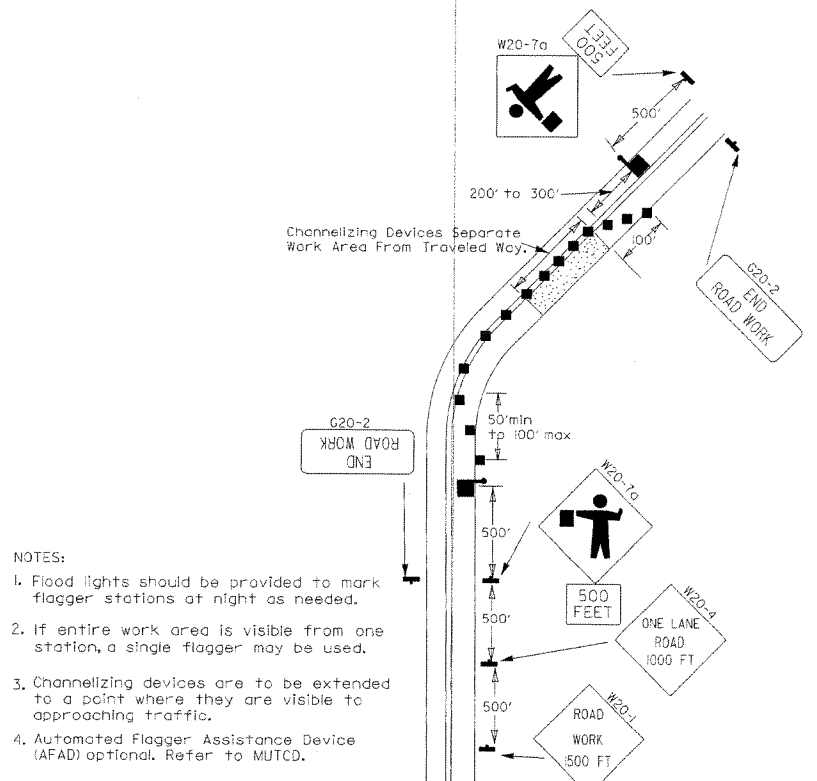 W20-7a
500
FEET
500'
200' to 300'
Channelizing Devices Separate
Work Area From Traveled Way.
100'
G20-2
END
ROAD WORK
G20-2
END
ROAD WORK
50'min
to 100' max
W20-7a
500'
500
FEET
500'
W20-4
ONE LANE
ROAD
1000 FT
500'
W20-1
ROAD
WORK
1500 FT
NOTES:
1. Flood lights should be provided to mark
flagger stations at night as needed.
2. If entire work area is visible from one
station, a single flagger may be used.
3. Channelizing devices are to be extended
to a point where they are visible to
approaching traffic.
4. Automated Flagger Assistance Device
(AFAD) optional. Refer to MUTCD.